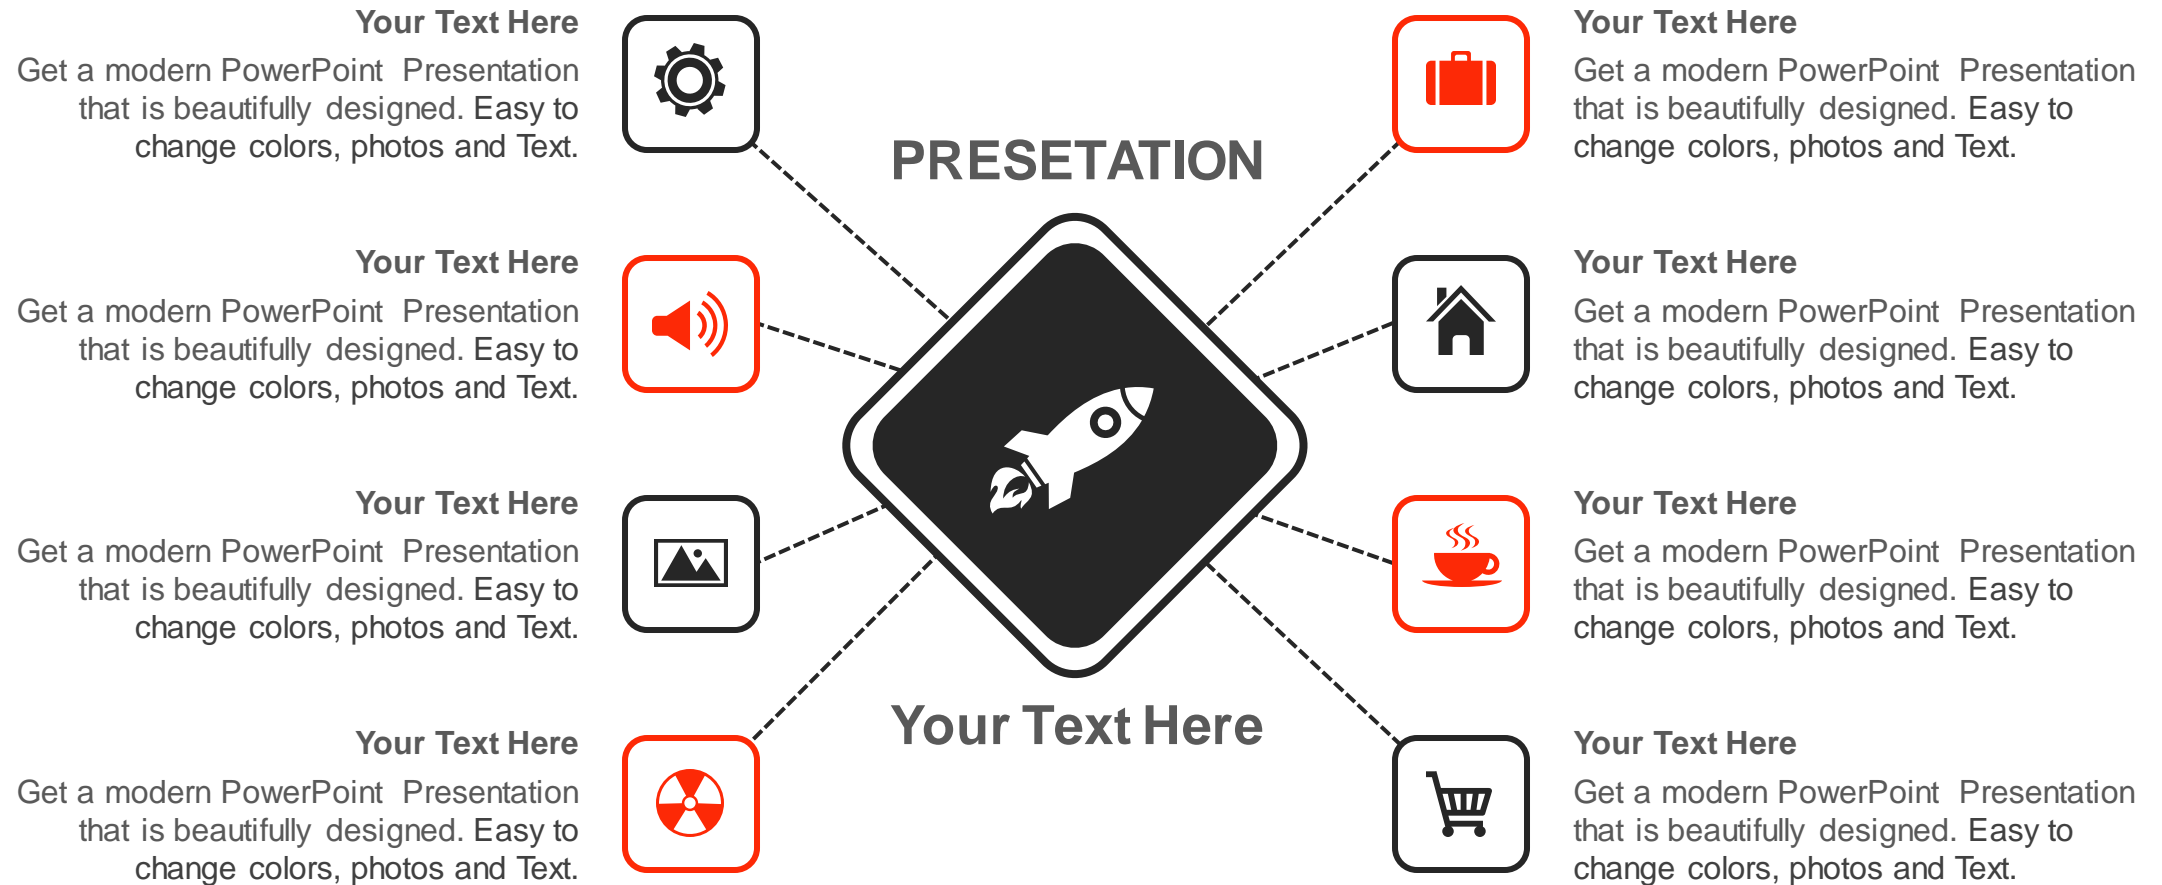 Your Text Here
Get a modern PowerPoint Presentation
that is beautifully designed. Easy to
change colors, photos and Text.
Your Text Here
Get a modern PowerPoint Presentation
that is beautifully designed. Easy to
change colors, photos and Text.
Your Text Here
Get a modern PowerPoint Presentation
that is beautifully designed. Easy to
change colors, photos and Text.
Your Text Here
Get a modern PowerPoint Presentation
that is beautifully designed. Easy to
change colors, photos and Text.
PRESETATION
Your Text Here
Your Text Here
Get a modern PowerPoint Presentation
that is beautifully designed. Easy to
change colors, photos and Text.
Your Text Here
Get a modern PowerPoint Presentation
that is beautifully designed. Easy to
change colors, photos and Text.
Your Text Here
Get a modern PowerPoint Presentation
that is beautifully designed. Easy to
change colors, photos and Text.
Your Text Here
Get a modern PowerPoint Presentation
that is beautifully designed. Easy to
change colors, photos and Text.